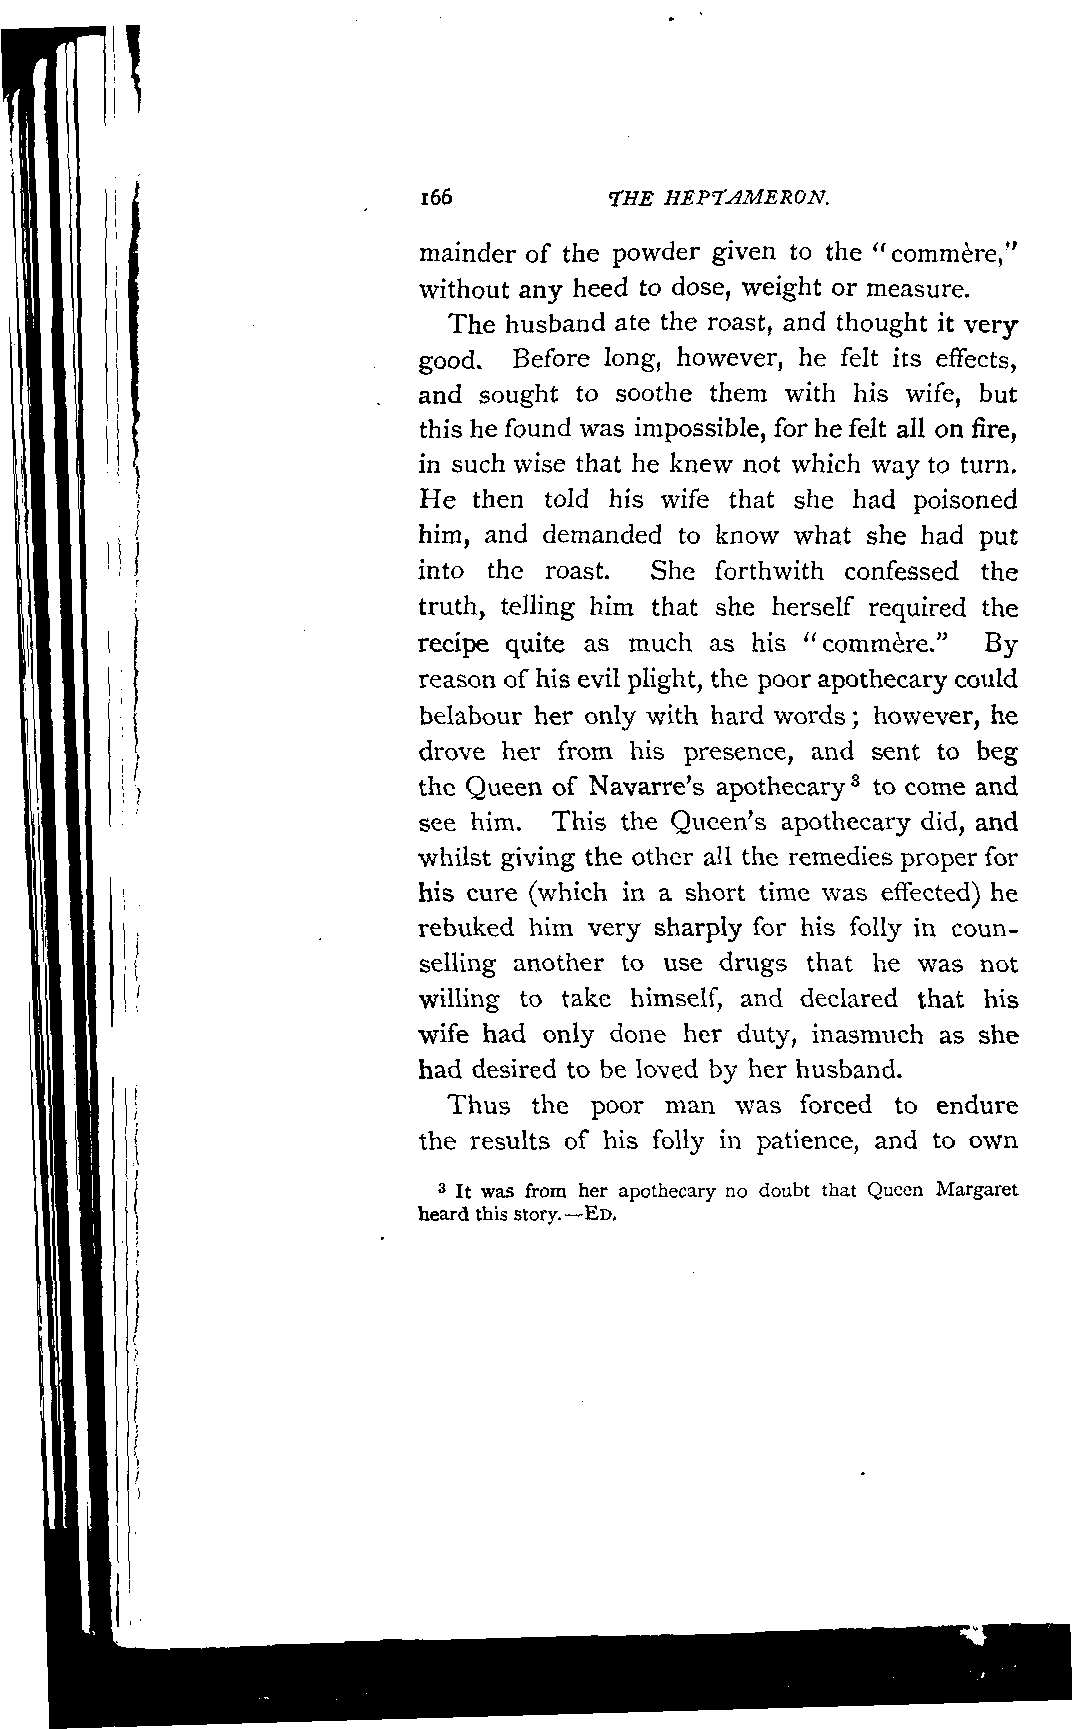 166 THE HEPTAMERON.
mainder of the powder given to the "commère,"
without any heed to dose, weight or measure.
The husband ate the roast, and thought it very
good. Before long, however, he felt its effects,
and sought to soothe them with his wife, but
this he found was impossible, for he felt all on fire,
in such wise that he knew not which way to turn.
He then told his wife that she had poisoned
him, and demanded to know what she had put
into the roast. She forthwith confessed the
truth, telling him that she herself required the
recipe quite as much as his "commère." By
reason of his evil plight, the poor apothecary could
belabour her only with hard words; however, he
drove her from his presence, and sent to beg
the Queen of Navarre's apothecary³ to come and
see him. This the Queen's apothecary did, and
whilst giving the other all the remedies proper for
his cure (which in a short time was effected) he
rebuked him very sharply for his folly in coun-
selling another to use drugs that he was not
willing to take himself, and declared that his
wife had only done her duty, inasmuch as she
had desired to be loved by her husband.
Thus the poor man was forced to endure
the results of his folly in patience, and to own
³ It was from her apothecary no doubt that Queen Margaret
heard this story.—ED.